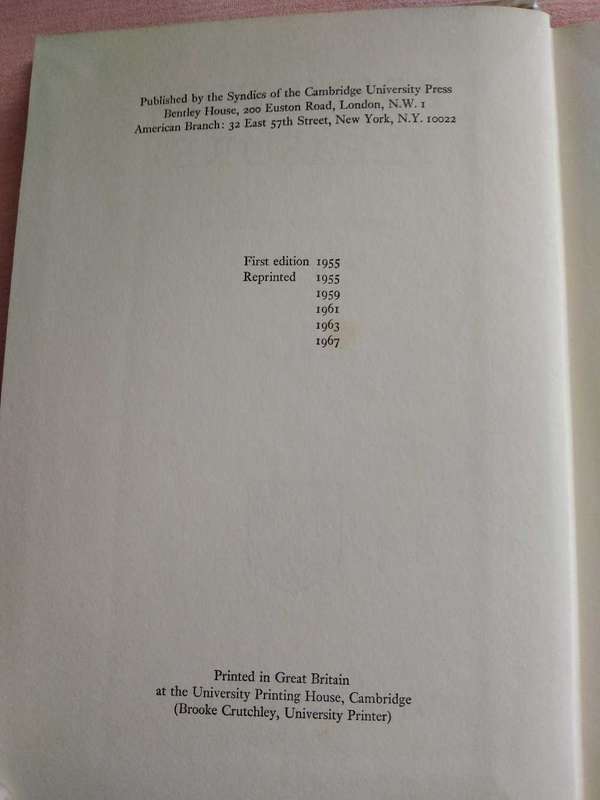 Published by the Syndics of the Cambridge University Press
Bentley House, 200 Euston Road, London, N.W. 1
American Branch: 32 East 57th Street, New York, N.Y. 10022
First edition 1955
Reprinted 1955
1959
1961
1963
1967
Printed in Great Britain
at the University Printing House, Cambridge
(Brooke Crutchley, University Printer)